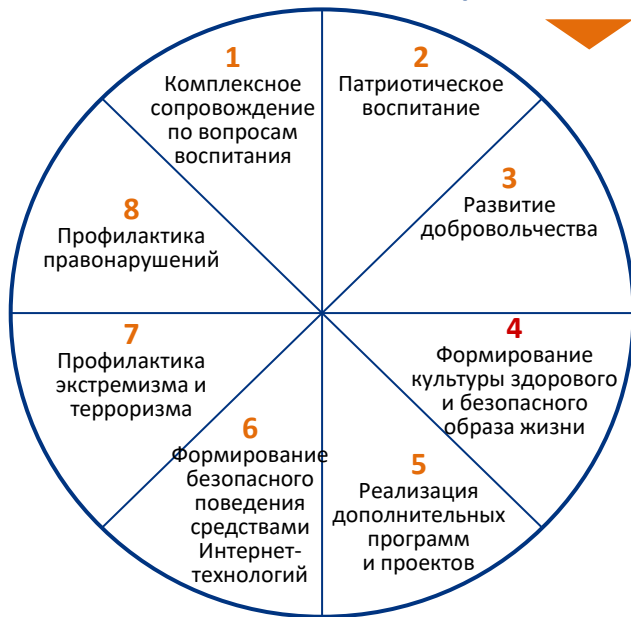 1
Комплексное
сопровождение
по вопросам
воспитания
2
Патриотическое
воспитание
3
Развитие
добровольчества
4
Формирование
культуры здорового
и безопасного
образа жизни
5
Реализация
дополнительных
программ
и проектов
6
Формирование
безопасного
поведения
средствами
Интернет-
технологий
7
Профилактика
экстремизма и
терроризма
8
Профилактика
правонарушений